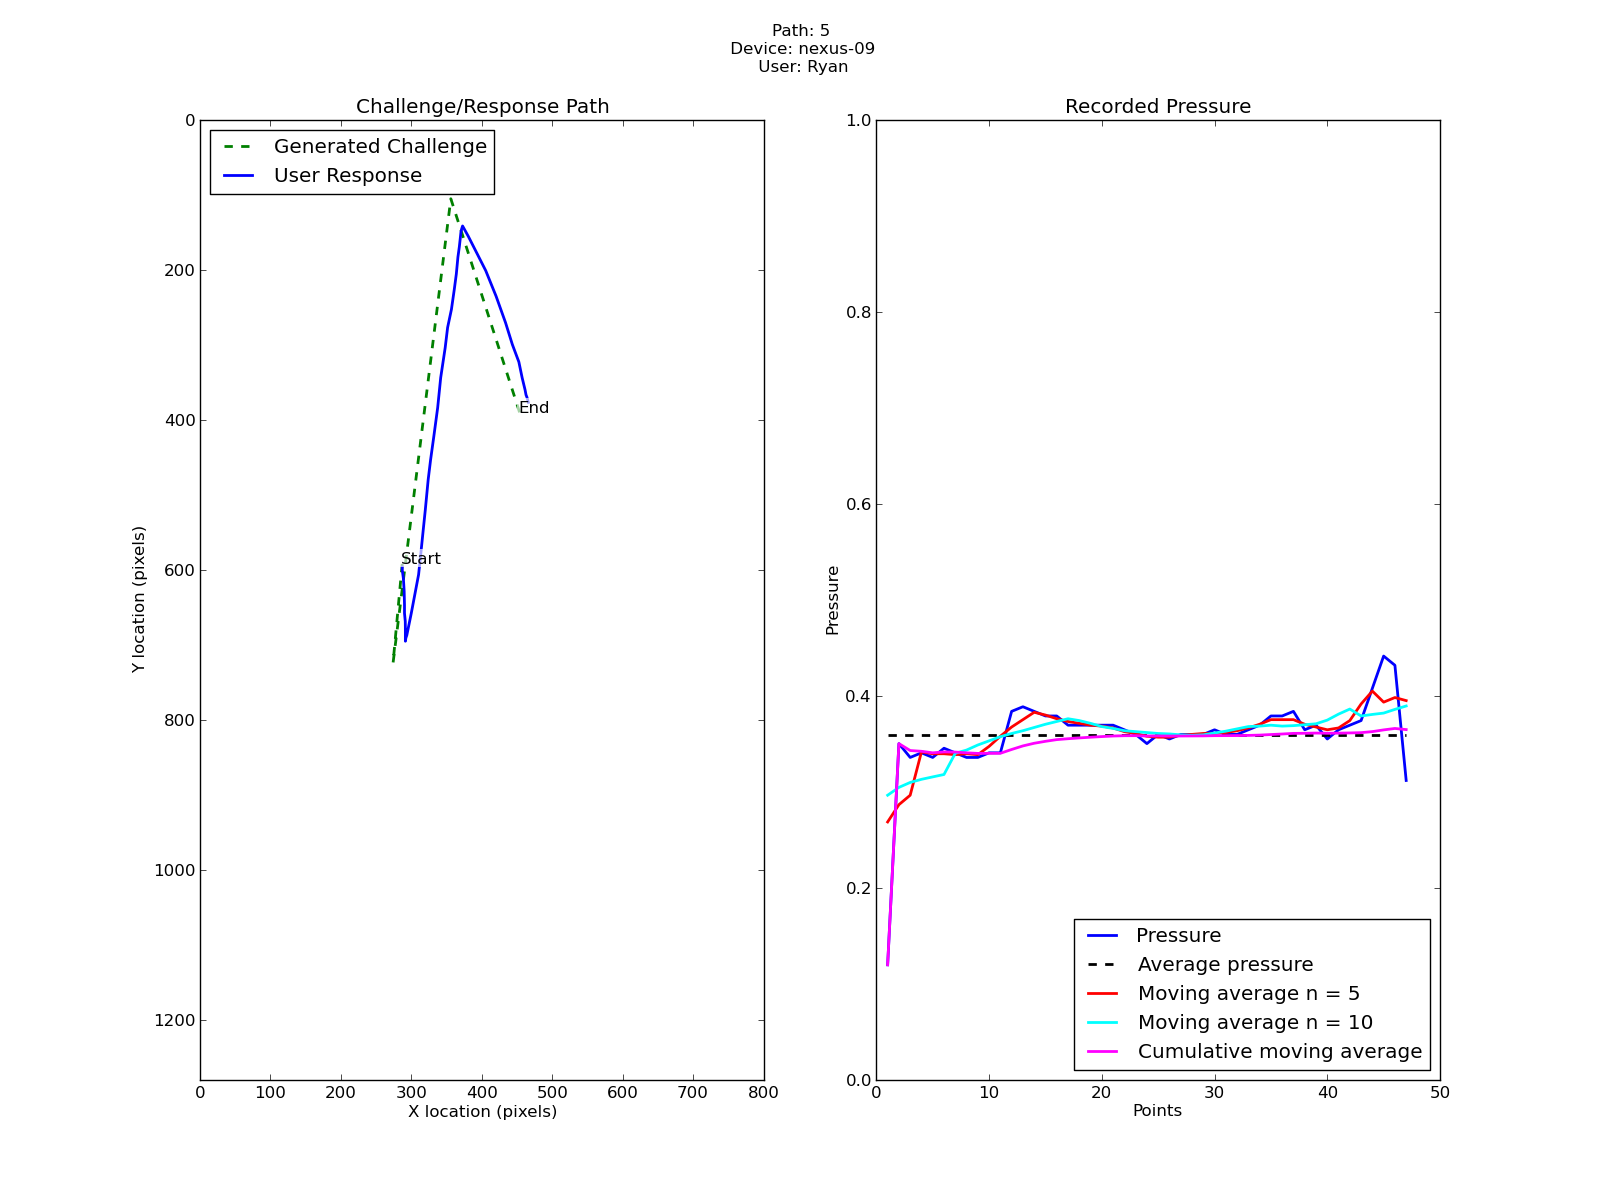 Path: 5
Device: nexus-09
User: Ryan
Challenge/Response Path
Generated Challenge
User Response
Start
End
0
200
400
600
800
1000
1200
Y location (pixels)
0 100 200 300 400 500 600 700 800
X location (pixels)
Recorded Pressure
1.0
0.8
0.6
0.4
0.2
0.0
Pressure
Pressure
Average pressure
Moving average n = 5
Moving average n = 10
Cumulative moving average
0 10 20 30 40 50
Points